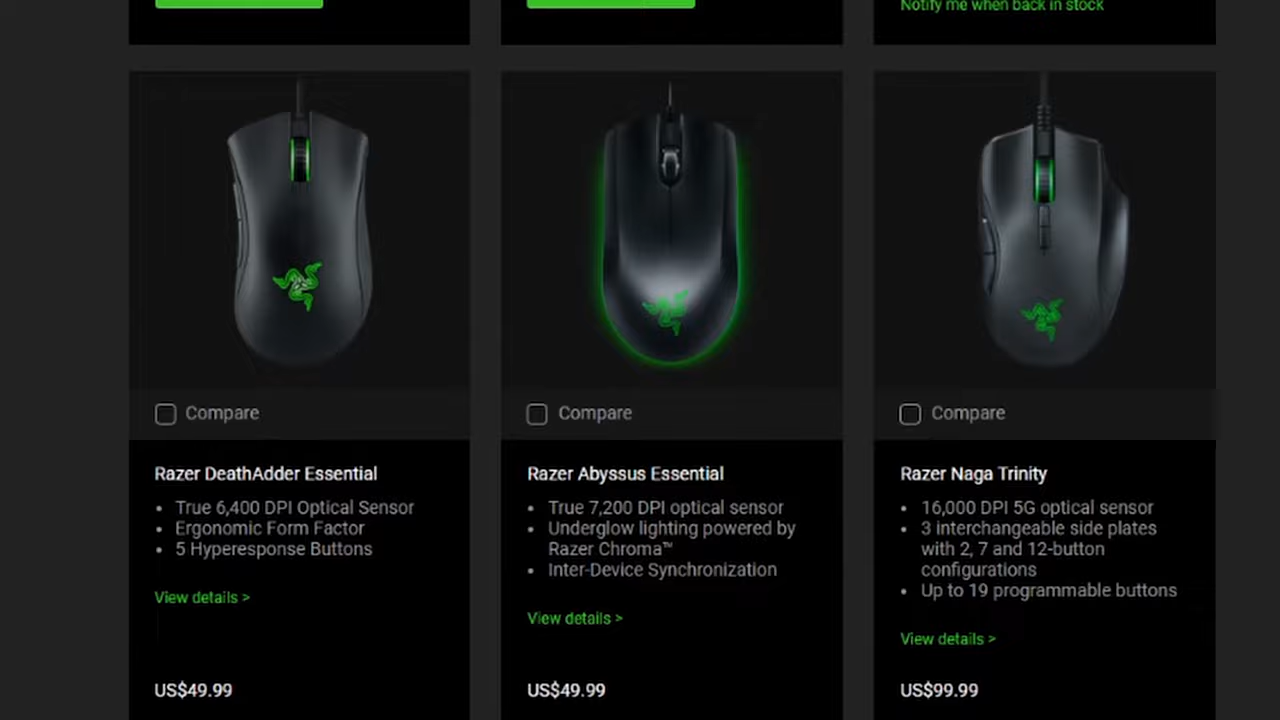 Notify me when back in stock
Compare
Compare
Compare
Razer DeathAdder Essential
• True 6,400 DPI Optical Sensor
• Ergonomic Form Factor
• 5 Hyperesponse Buttons
View details >
US$49.99
Razer Abyssus Essential
• True 7,200 DPI optical sensor
• Underglow lighting powered by
Razer Chroma™
• Inter-Device Synchronization
View details >
US$49.99
Razer Naga Trinity
• 16,000 DPI 5G optical sensor
• 3 interchangeable side plates
with 2, 7 and 12-button
configurations
• Up to 19 programmable buttons
View details >
US$99.99